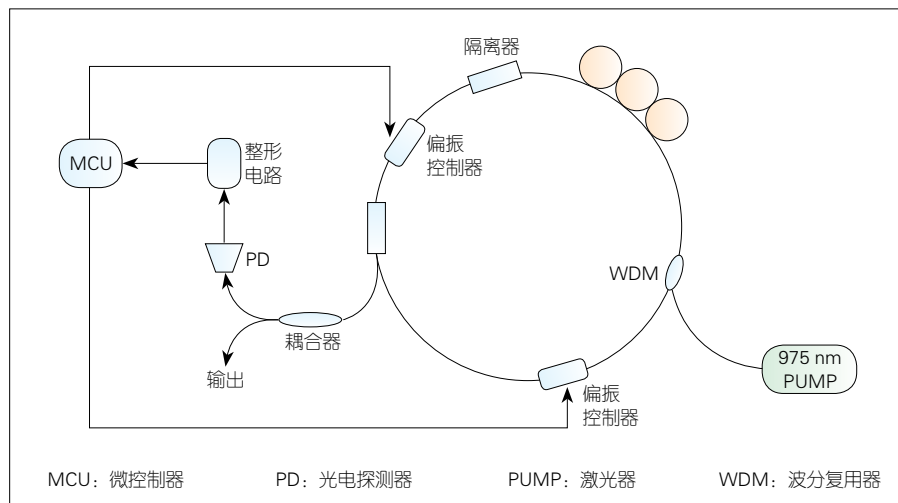 隔离器
偏振
控制器
整形
电路
MCU
PD
WDM
耦合器
输出
975 nm
PUMP
偏振
控制器
MCU：微控制器
PD：光电探测器
PUMP：激光器
WDM：波分复用器